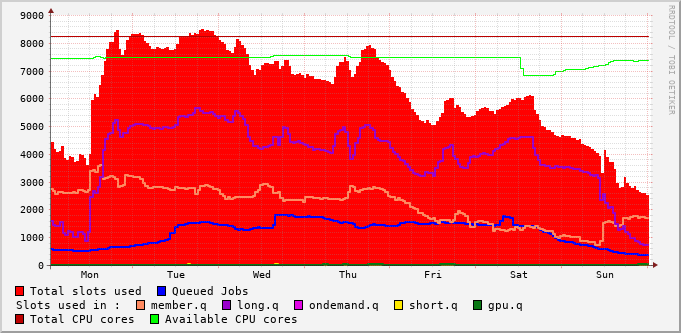 9000
8000
7000
6000
5000
4000
3000
2000
1000
0
Mon Tue Wed Thu Fri Sat Sun
RRDTOOL / TOBI OETIKER
Total slots used Queued Jobs
Slots used in : member.q long.q ondemand.q short.q gpu.q
Total CPU cores Available CPU cores